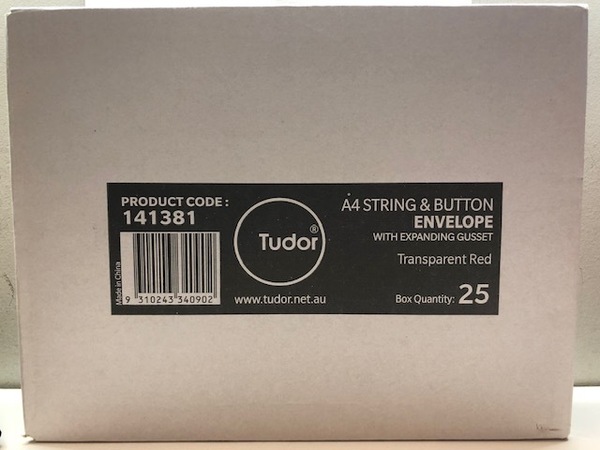 PRODUCT CODE :
141381
Made in China
9 310243 340902
Tudor®
www.tudor.net.au
A4 STRING & BUTTON
ENVELOPE
WITH EXPANDING GUSSET
Transparent Red
Box Quantity: 25